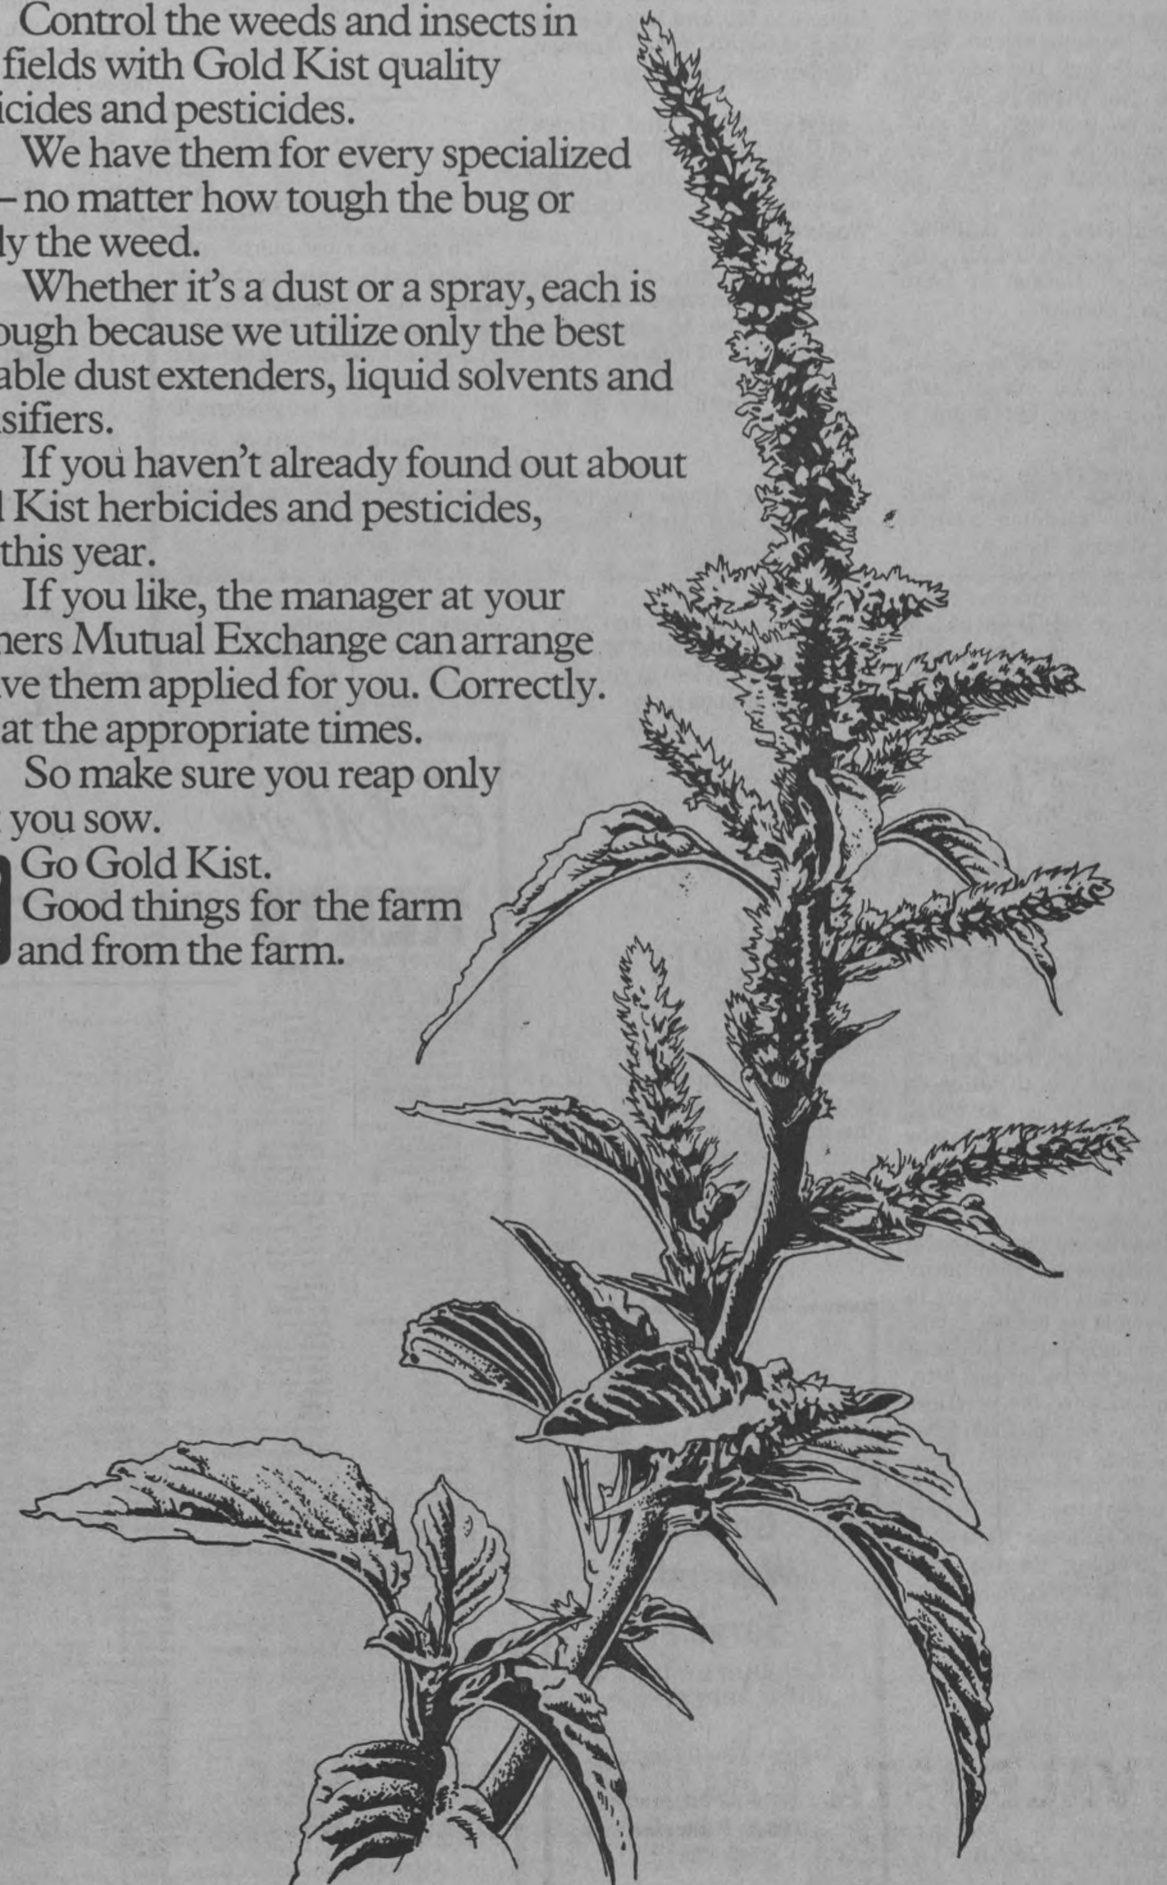 Control the weeds and insects in
fields with Gold Kist quality
icides and pesticides.
We have them for every specialized
– no matter how tough the bug or
ly the weed.
Whether it's a dust or a spray, each is
ough because we utilize only the best
able dust extenders, liquid solvents and
sifiers.
If you haven't already found out about
Kist herbicides and pesticides,
this year.
If you like, the manager at your
ners Mutual Exchange can arrange
ve them applied for you. Correctly.
at the appropriate times.
So make sure you reap only
you sow.
Go Gold Kist.
Good things for the farm
and from the farm.